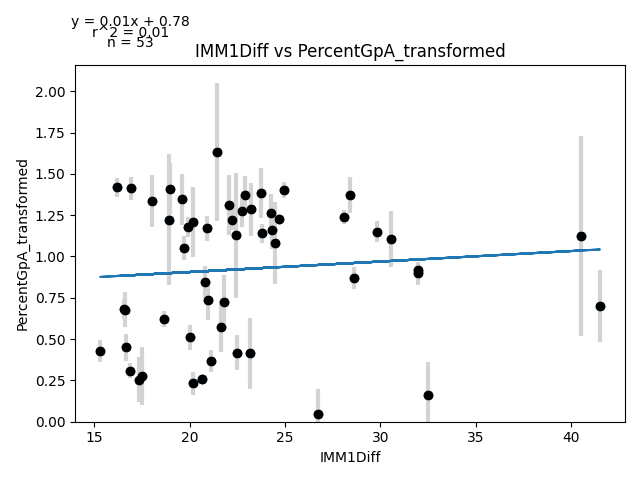 y = 0.01x + 0.78
r^2 = 0.01
n = 53
IMM1Diff vs PercentGpA_transformed
PercentGpA_transformed
2.00
1.75
1.50
1.25
1.00
0.75
0.50
0.25
0.00
15 20 25 30 35 40
IMM1Diff